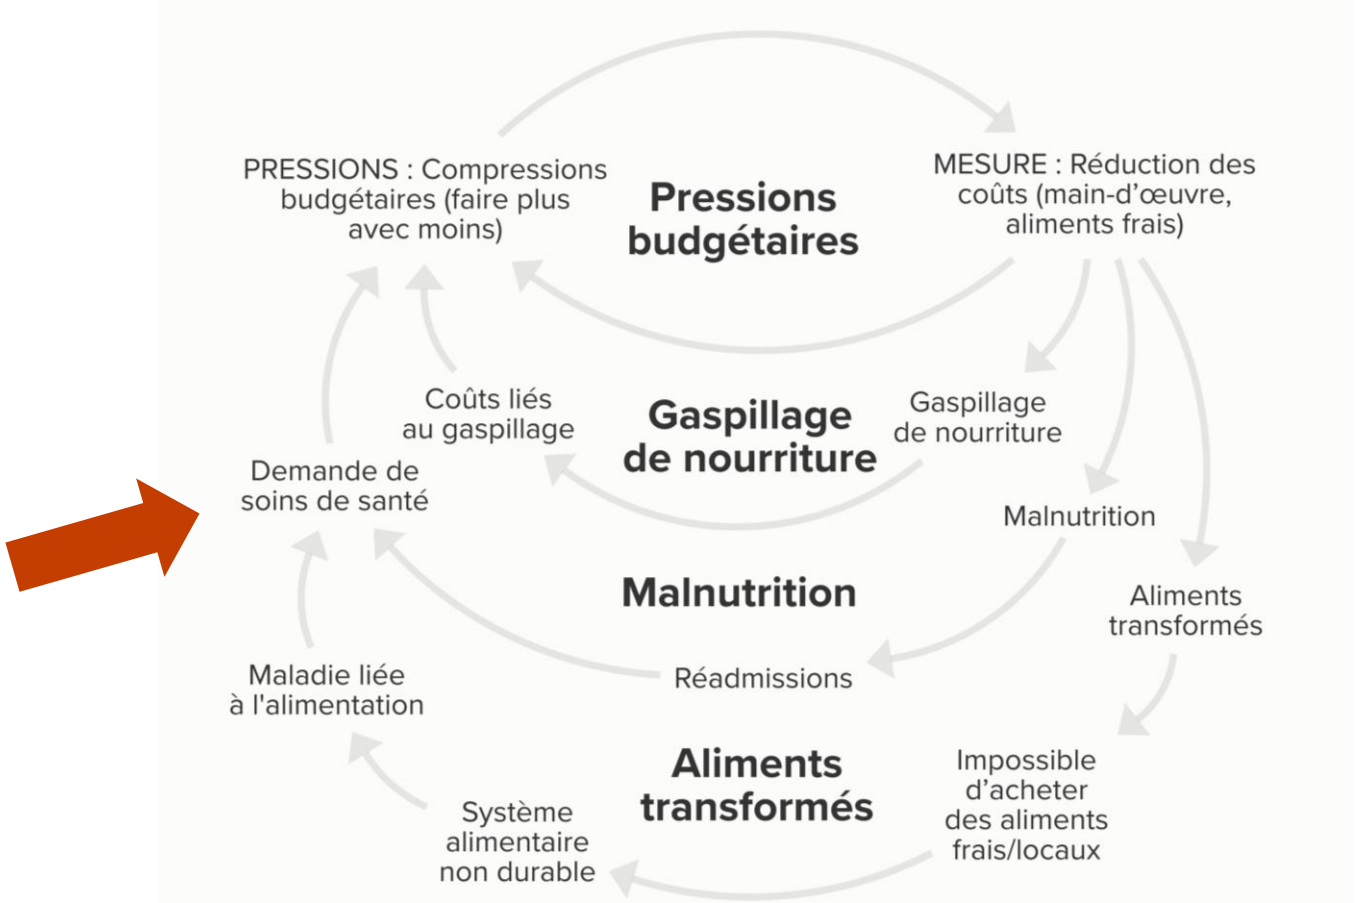 PRESSIONS : Compressions
budgétaires (faire plus
avec moins)
Pressions
budgétaires
MESURE : Réduction des
coûts (main-d’œuvre,
aliments frais)
Coûts liés
au gaspillage
Gaspillage
de nourriture
Gaspillage
de nourriture
Demande de
soins de santé
Malnutrition
Malnutrition
Aliments
transformés
Maladie liée
à l'alimentation
Réadmissions
Aliments
transformés
Impossible
d’acheter
des aliments
frais/locaux
Système
alimentaire
non durable